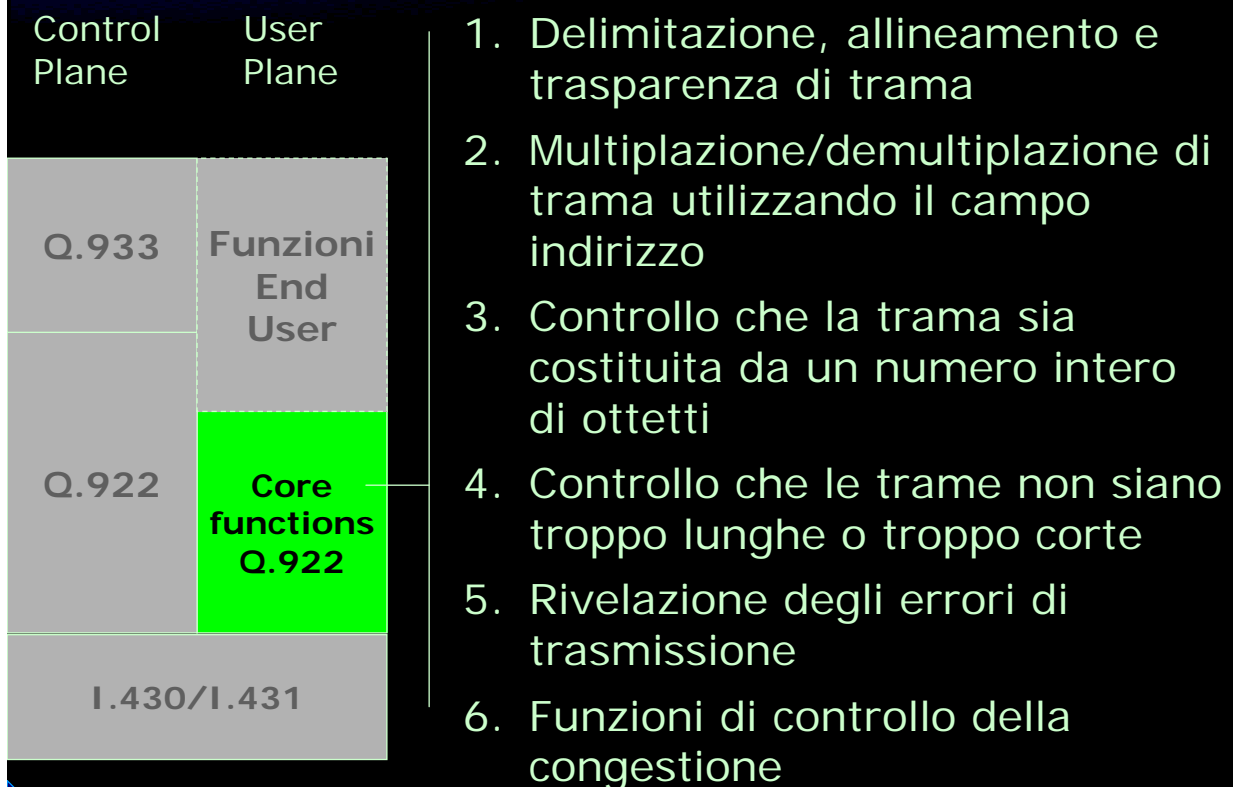 Control
Plane
User
Plane
Q.933
Funzioni
End
User
Q.922
Core
functions
Q.922
I.430/I.431
1. Delimitazione, allineamento e
trasparenza di trama
2. Multiplazione/demultiplazione di
trama utilizzando il campo
indirizzo
3. Controllo che la trama sia
costituita da un numero intero
di ottetti
4. Controllo che le trame non siano
troppo lunghe o troppo corte
5. Rivelazione degli errori di
trasmissione
6. Funzioni di controllo della
congestione